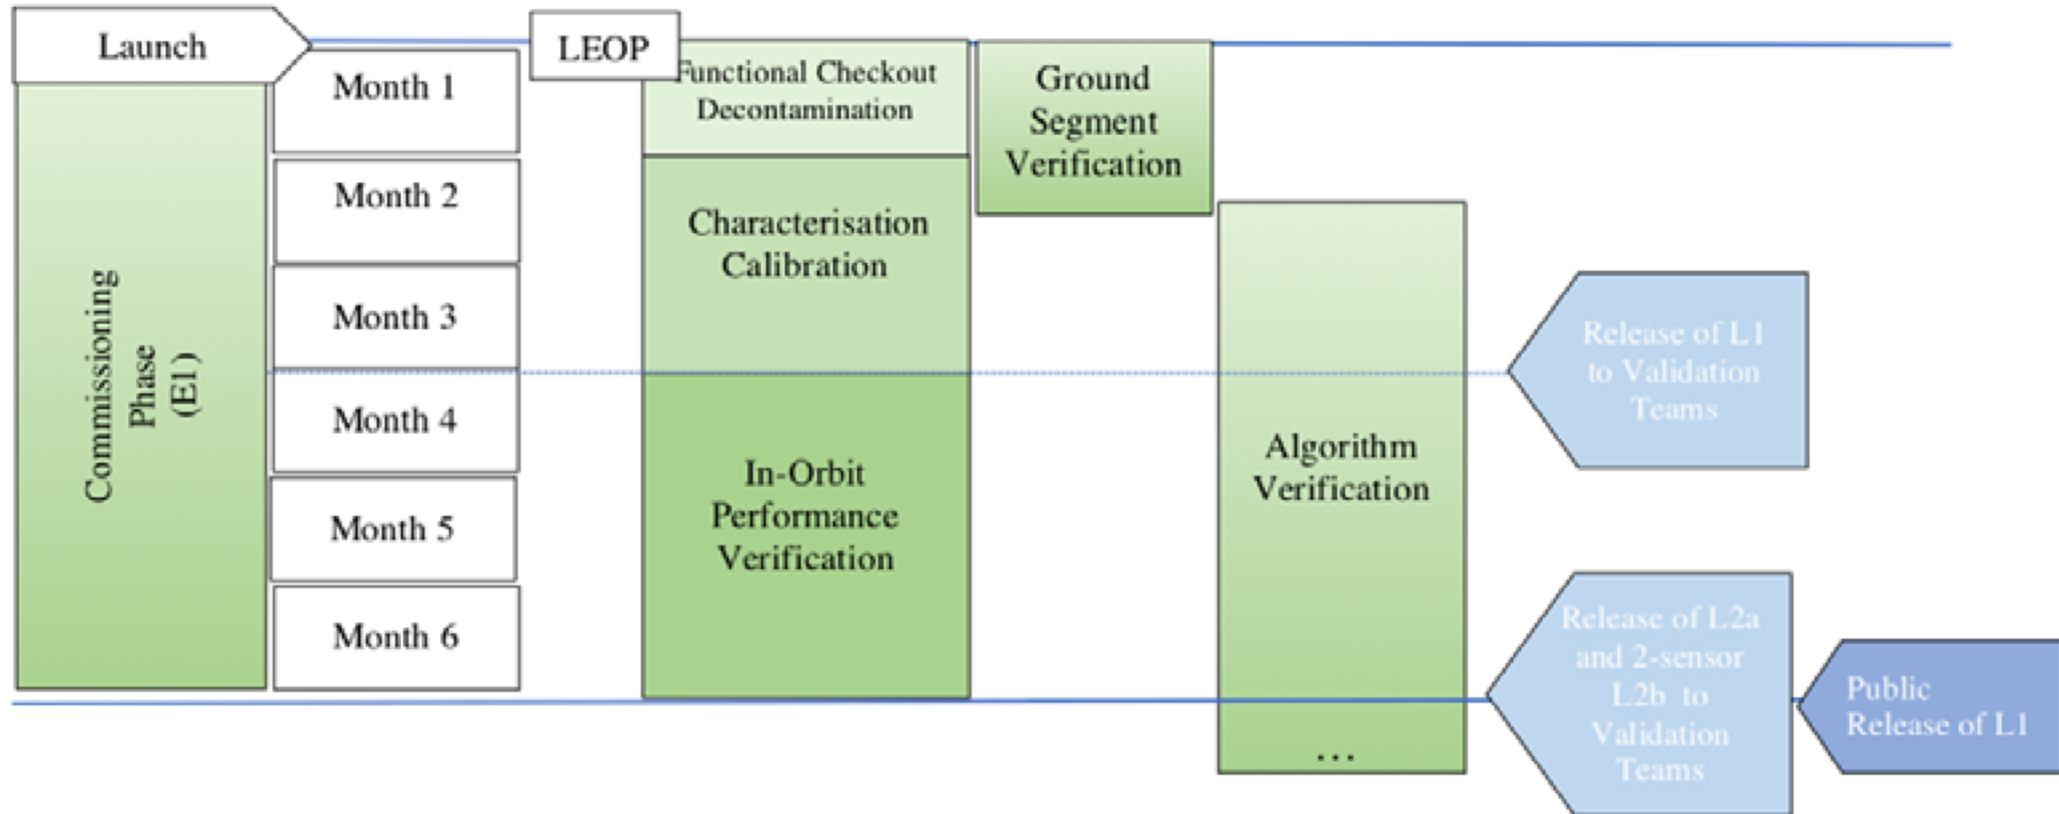 Launch
Commissioning
Phase
(E1)
Month 1
Month 2
Month 3
Month 4
Month 5
Month 6
LEOP
Functional Checkout
Decontamination
Characterisation
Calibration
In-Orbit
Performance
Verification
Ground
Segment
Verification
Algorithm
Verification
...
Release of L1
to Validation
Teams
Release of L2a
and 2-sensor
L2b to
Validation
Teams
Public
Release of L1